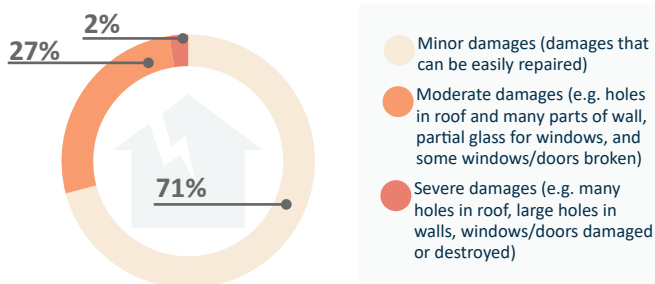 2%
27%
71%
Minor damages (damages that
can be easily repaired)
Moderate damages (e.g. holes
in roof and many parts of wall,
partial glass for windows, and
some windows/doors broken)
Severe damages (e.g. many
holes in roof, large holes in
walls, windows/doors damaged
or destroyed)